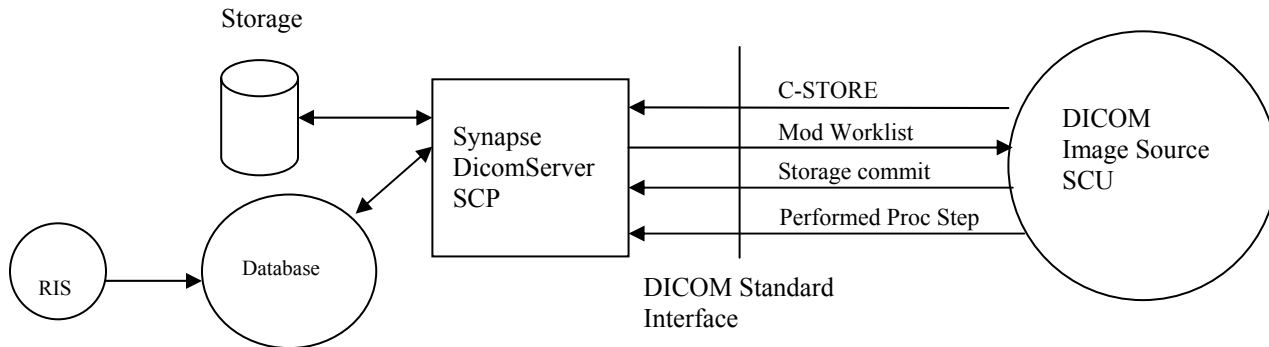 Storage
Synapse
DicomServer
SCP
C-STORE
Mod Worklist
Storage commit
Performed Proc Step
DICOM
Image Source
SCU
RIS
Database
DICOM Standard
Interface